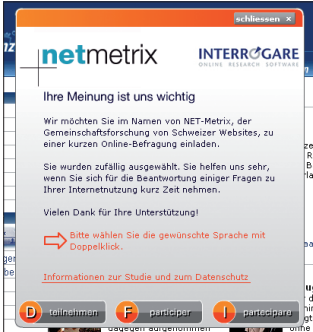 schliessen ×
netmetrix
INTERROGARE
ONLINE RESEARCH SOFTWARE
Ihre Meinung ist uns wichtig
Wir möchten Sie im Namen von NET-Metrix, der
Gemeinschaftsforschung von Schweizer Websites, zu
einer kurzen Online-Befragung einladen.
Sie wurden zufällig ausgewählt. Sie helfen uns sehr,
wenn Sie sich für die Beantwortung einiger Fragen zu
Ihrer Internetnutzung kurz Zeit nehmen.
Vielen Dank für Ihre Unterstützung!
Bitte wählen Sie die gewünschte Sprache mit
Doppelklick.
Informationen zur Studie und zum Datenschutz
D teilnehmen F participer I partecipare
dagegen aufgenommen